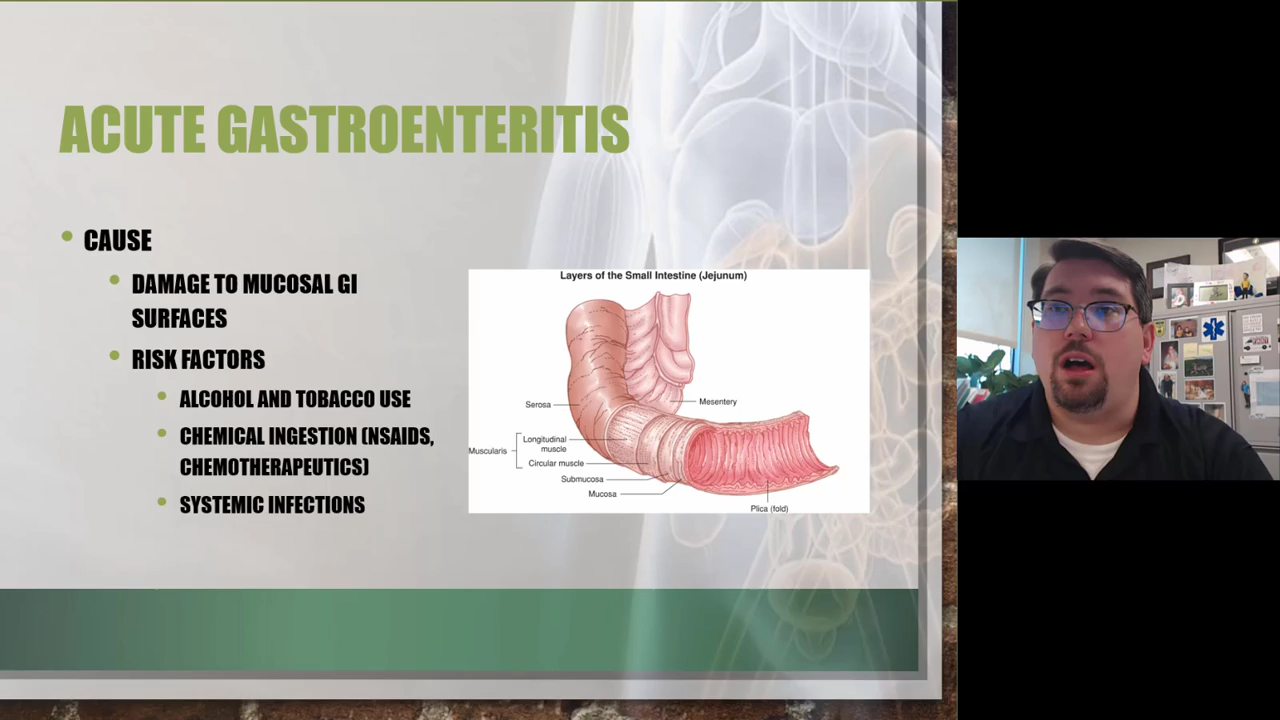 ACUTE GASTROENTERITIS
CAUSE
DAMAGE TO MUCOSAL GI
SURFACES
RISK FACTORS
ALCOHOL AND TOBACCO USE
CHEMICAL INGESTION (NSAIDS,
CHEMOTHERAPEUTICS)
SYSTEMIC INFECTIONS
Layers of the Small Intestine (Jejunum)
Serosa
Mesentery
Muscularis
Longitudinal
muscle
Circular muscle
Submucosa
Mucosa
Plica (fold)